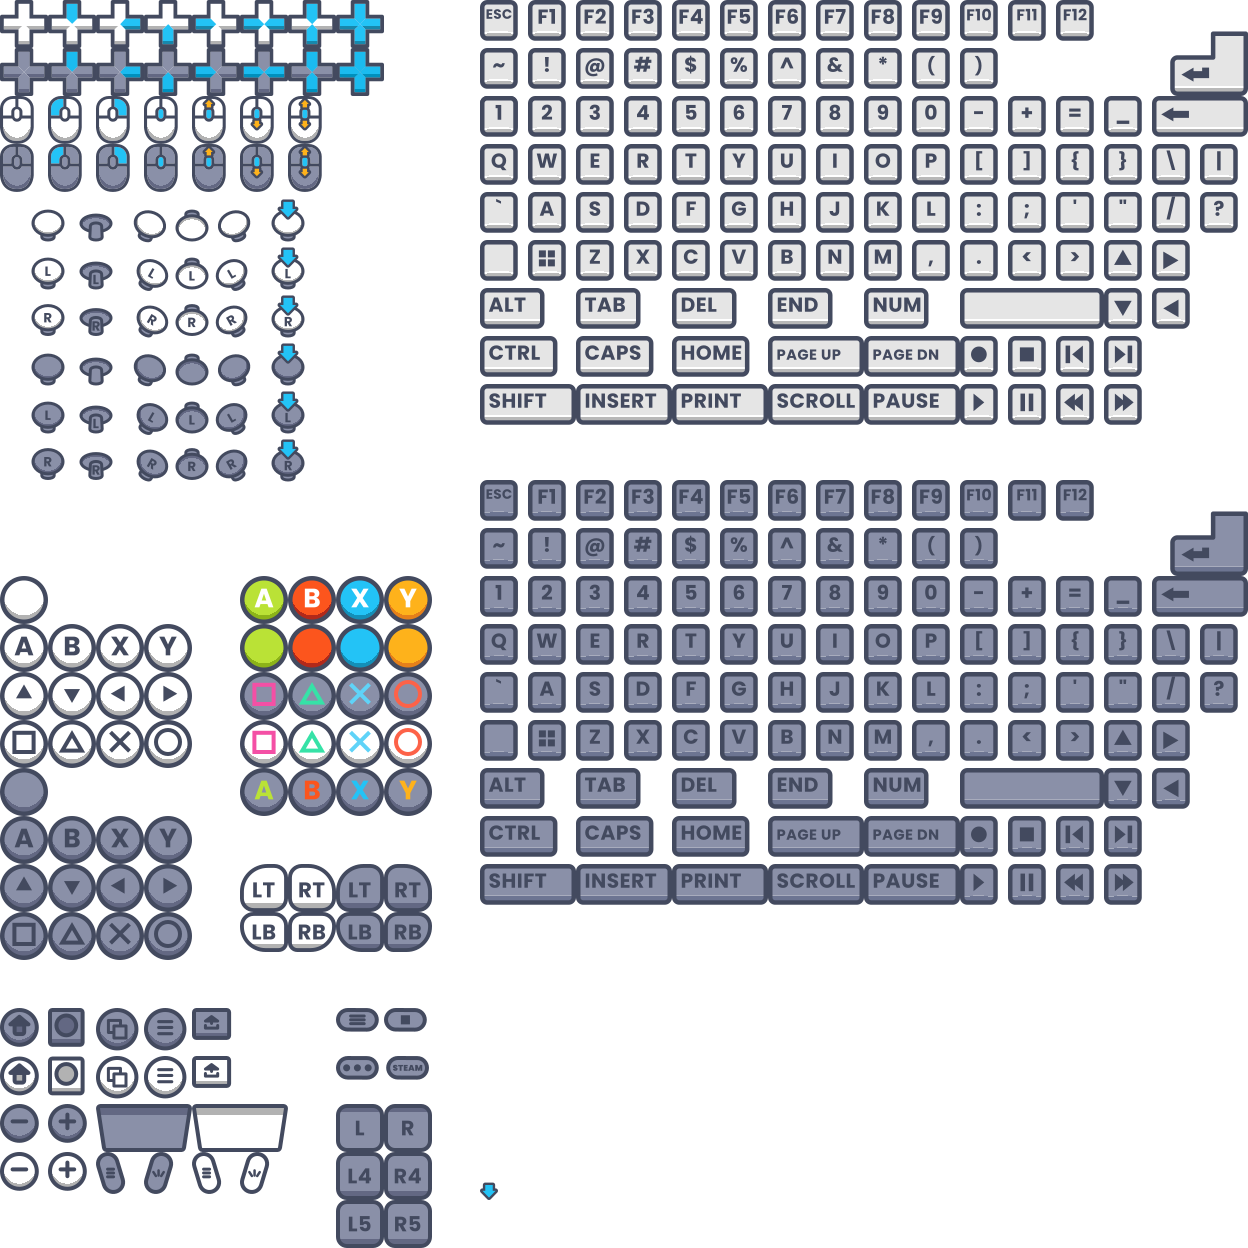 ESC F1 F2 F3 F4 F5 F6 F7 F8 F9 F10 F11 F12
~ ! @ # $ % ^ & * ( )
1 2 3 4 5 6 7 8 9 0 - + = _
Q W E R T Y U I O P [ ] { } \ |
` A S D F G H J K L : ; ' " / ?
Z X C V B N M , . < >
ALT TAB DEL END NUM
CTRL CAPS HOME PAGE UP PAGE DN
SHIFT INSERT PRINT SCROLL PAUSE
L L L L L L
R R R R R R
L L L L L L
R R R R R R
ESC F1 F2 F3 F4 F5 F6 F7 F8 F9 F10 F11 F12
~ ! @ # $ % ^ & * ( )
1 2 3 4 5 6 7 8 9 0 - + = _
Q W E R T Y U I O P [ ] { } \ |
` A S D F G H J K L : ; ' " / ?
Z X C V B N M , . < >
ALT TAB DEL END NUM
CTRL CAPS HOME PAGE UP PAGE DN
SHIFT INSERT PRINT SCROLL PAUSE
A B X Y
A B X Y
A B X Y
A B X Y
LT RT LT RT
LB RB LB RB
STEAM
L R
L4 R4
L5 R5